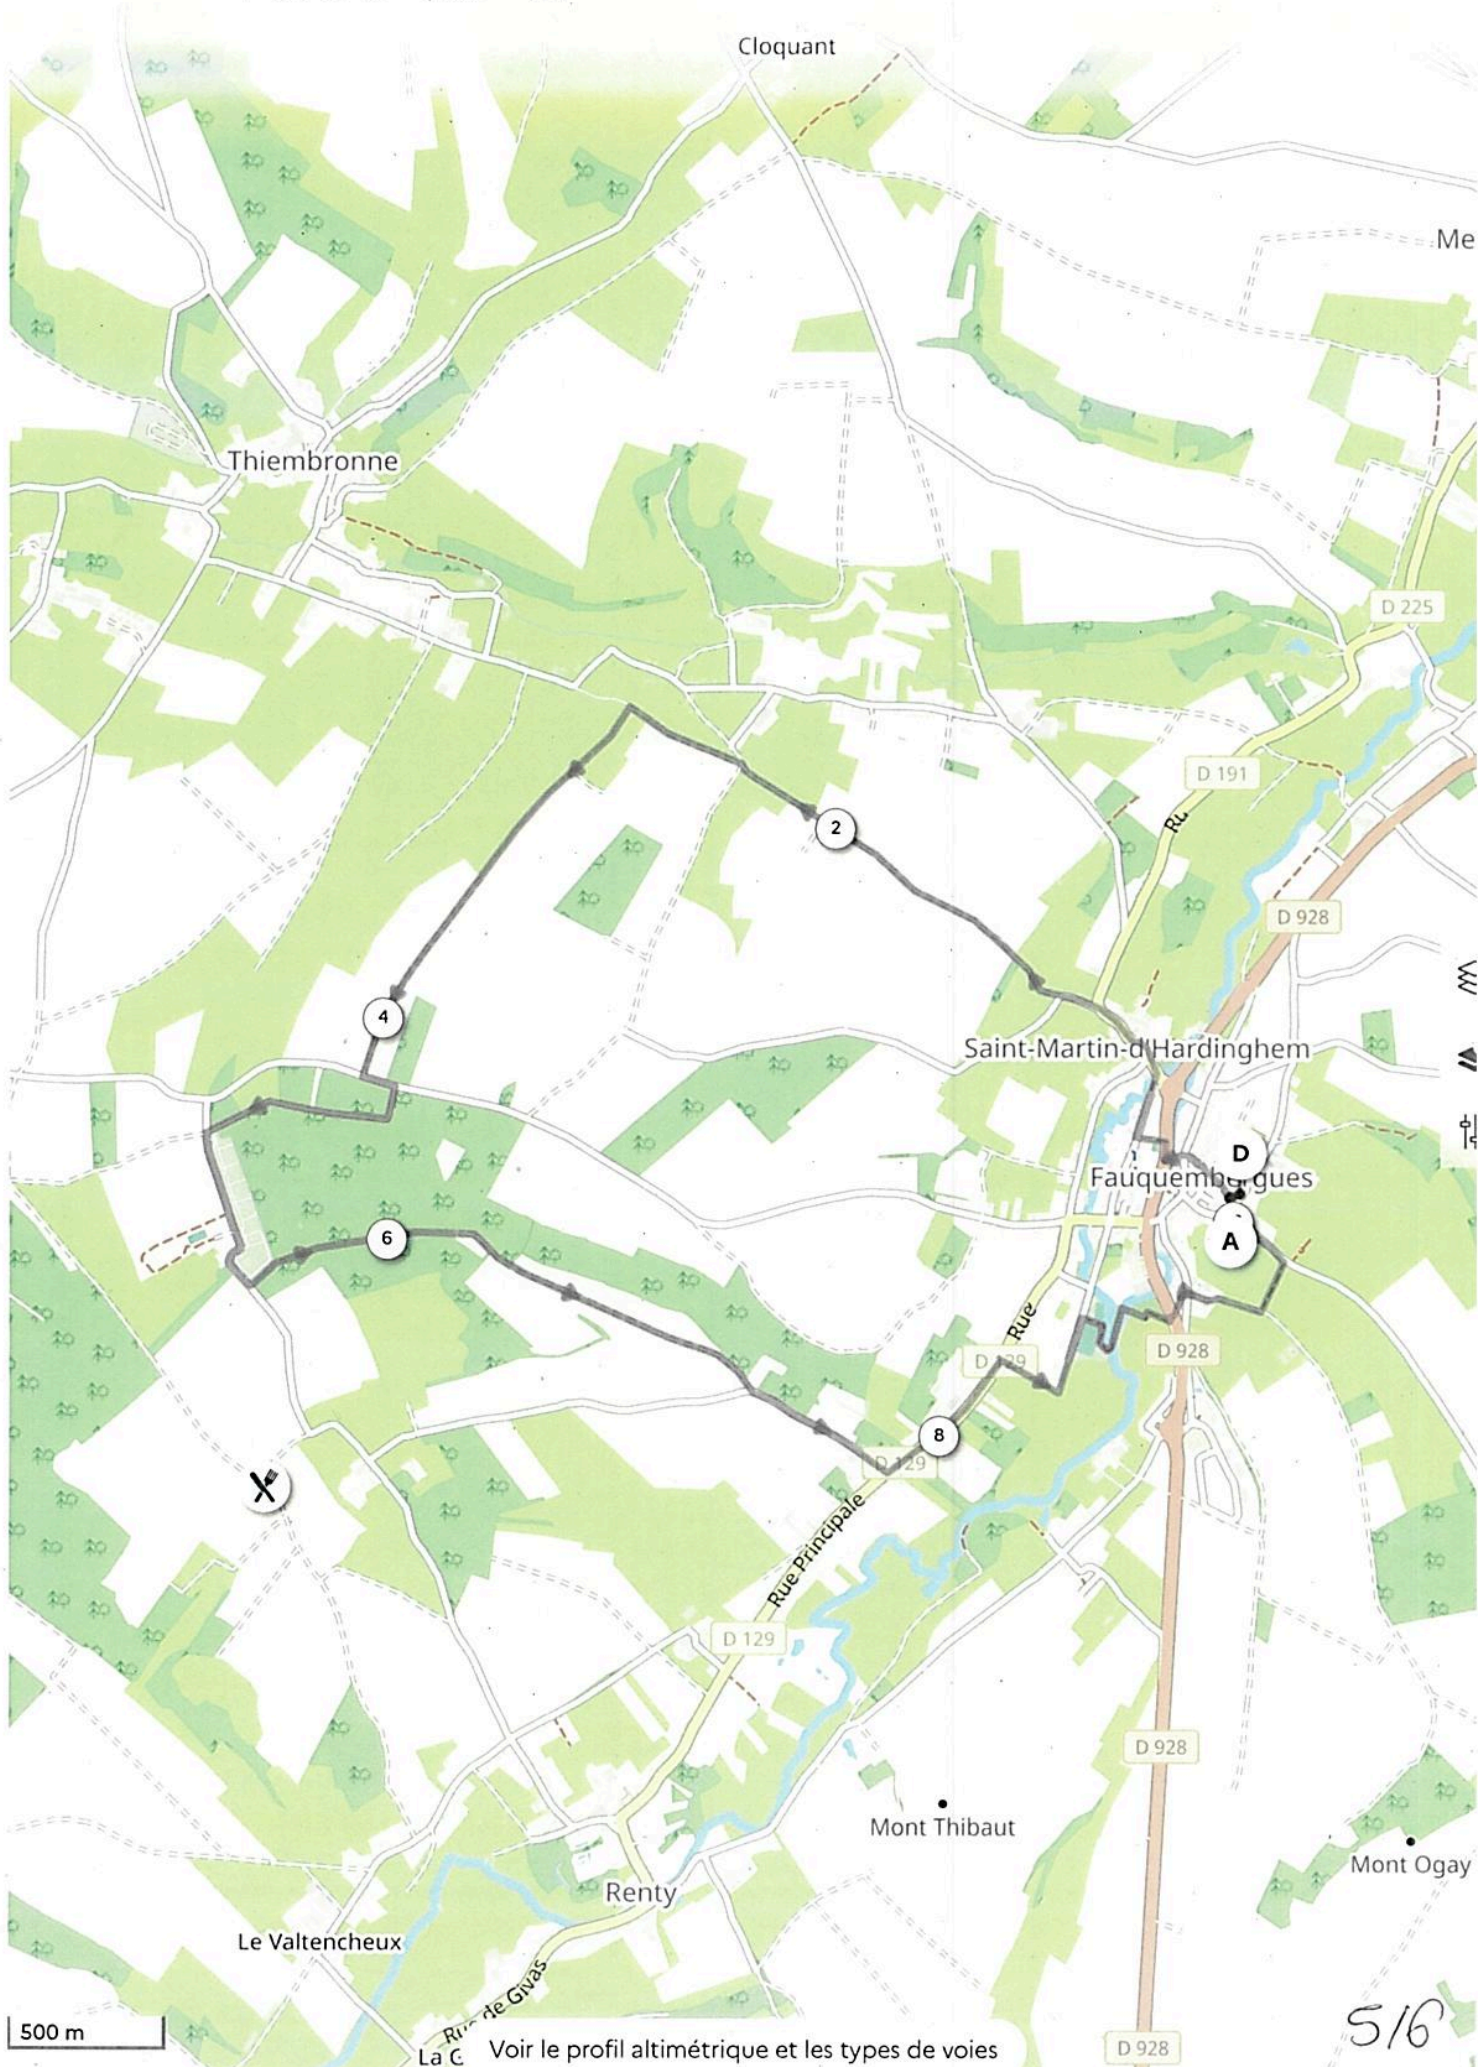 Cloquant
Me
Thiembronne
D 225
D 191
Ru
2
D 928
4
Saint-Martin-d'Hardinghem
D
Fauquembergues
A
6
Rue
D 129
D 928
8
D 129
Rue Principale
D 129
D 928
Mont Thibaut
Mont Ogay
Renty
Le Valtencheux
Rue de Givas
500 m
La G
Voir le profil altimétrique et les types de voies
D 928
5/6